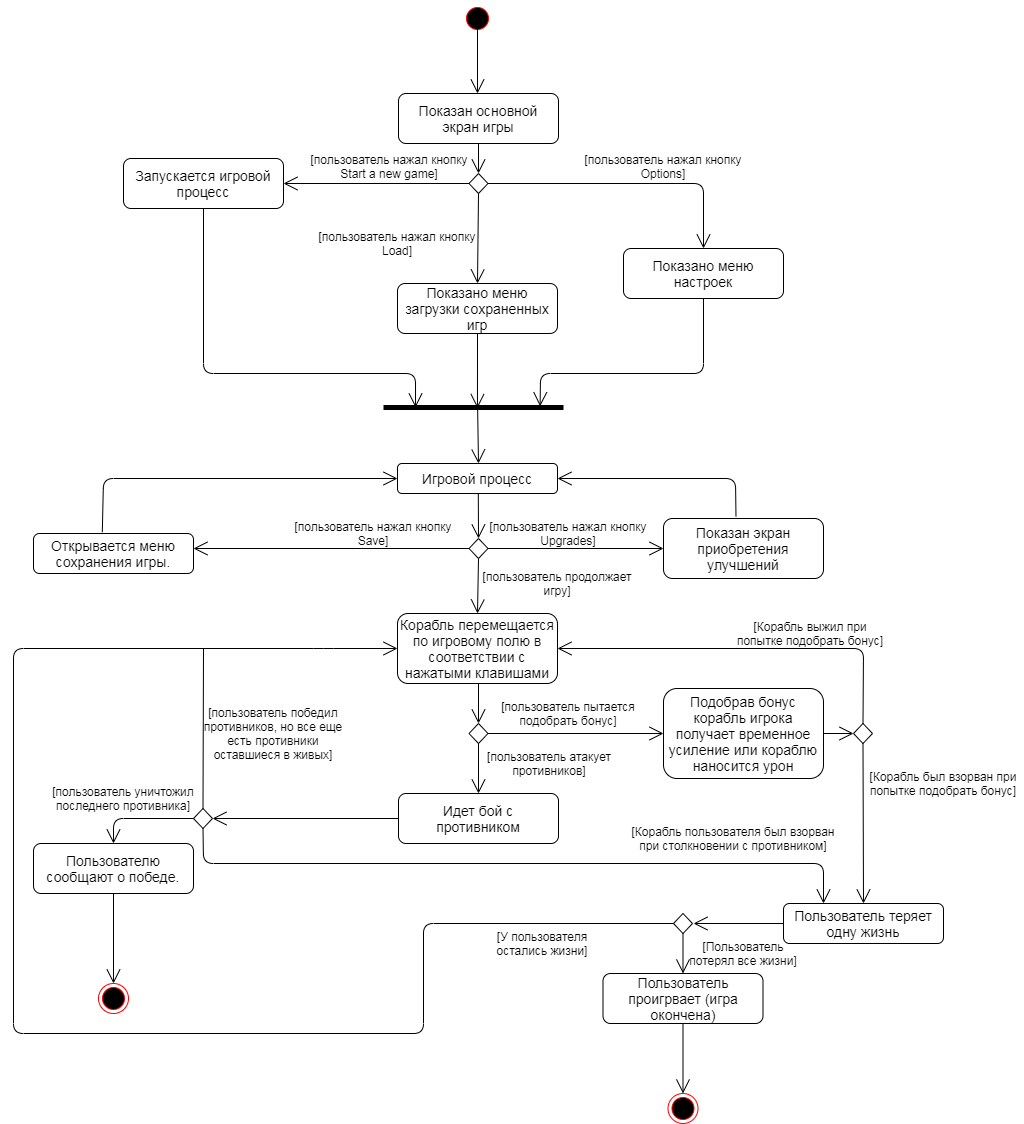 Показан основной
экран игры
[пользователь нажал кнопку
Start a new game]
[пользователь нажал кнопку
Options]
Запускается игровой
процесс
[пользователь нажал кнопку
Load]
Показано меню
настроек
Показано меню
загрузки сохраненных
игр
Игровой процесс
[пользователь нажал кнопку
Save]
[пользователь нажал кнопку
Upgrades]
Открывается меню
сохранения игры.
Показан экран
приобретения
улучшений
[пользователь продолжает
игру]
Корабль перемещается
по игровому полю в
соответствии с
нажатыми клавишами
[Корабль выжил при
попытке подобрать бонус]
[пользователь победил
противников, но все еще
есть противники
оставшиеся в живых]
[пользователь пытается
подобрать бонус]
Подобрав бонус
корабль игрока
получает временное
усиление или кораблю
наносится урон
[пользователь атакует
противников]
[Корабль был взорван при
попытке подобрать бонус]
[пользователь уничтожил
последнего противника]
Идет бой с
противником
[Корабль пользователя был взорван
при столкновении с противником]
Пользователю
сообщают о победе.
Пользователь теряет
одну жизнь
[У пользователя
остались жизни]
[Пользователь
потерял все жизни]
Пользователь
проигрвает (игра
окончена)